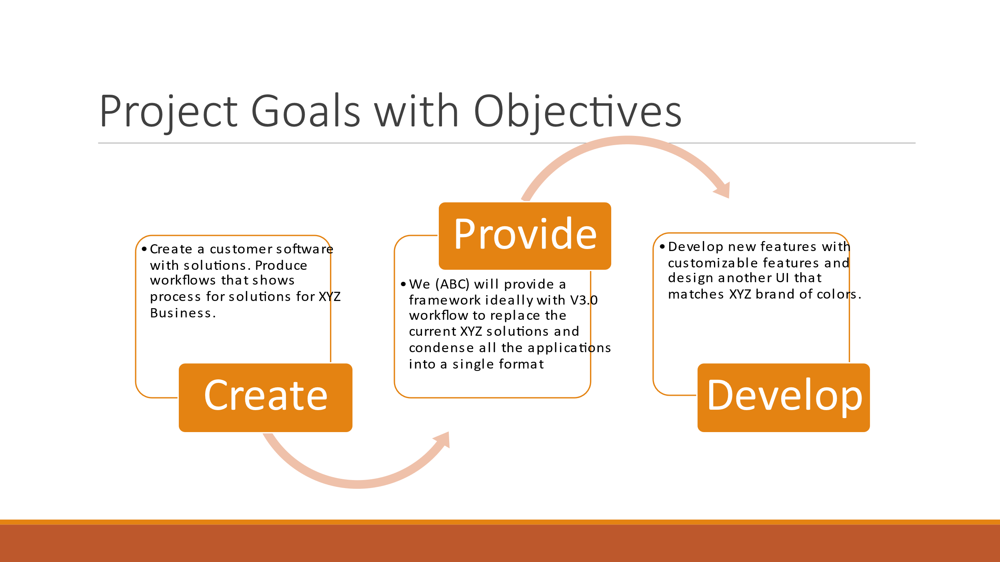 Project Goals with Objectives
• Create a customer software
with solutions. Produce
workflows that shows
process for solutions for XYZ
Business.
Create
Provide
• We (ABC) will provide a
framework ideally with V3.0
workflow to replace the
current XYZ solutions and
condense all the applications
into a single format
• Develop new features with
customizable features and
design another UI that
matches XYZ brand of colors.
Develop